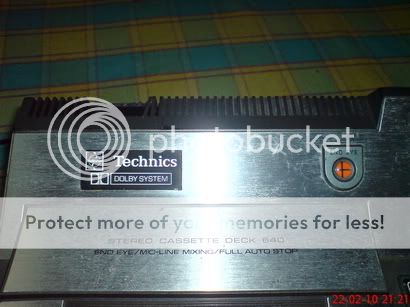 photobucket
Technics
DOLBY SYSTEM
Protect more of your memories for less!
STEREO CASSETTE DECK 640
SND EYE/MC-LINE MIXING/FULL AUTO STOP
22-02-10 21:21